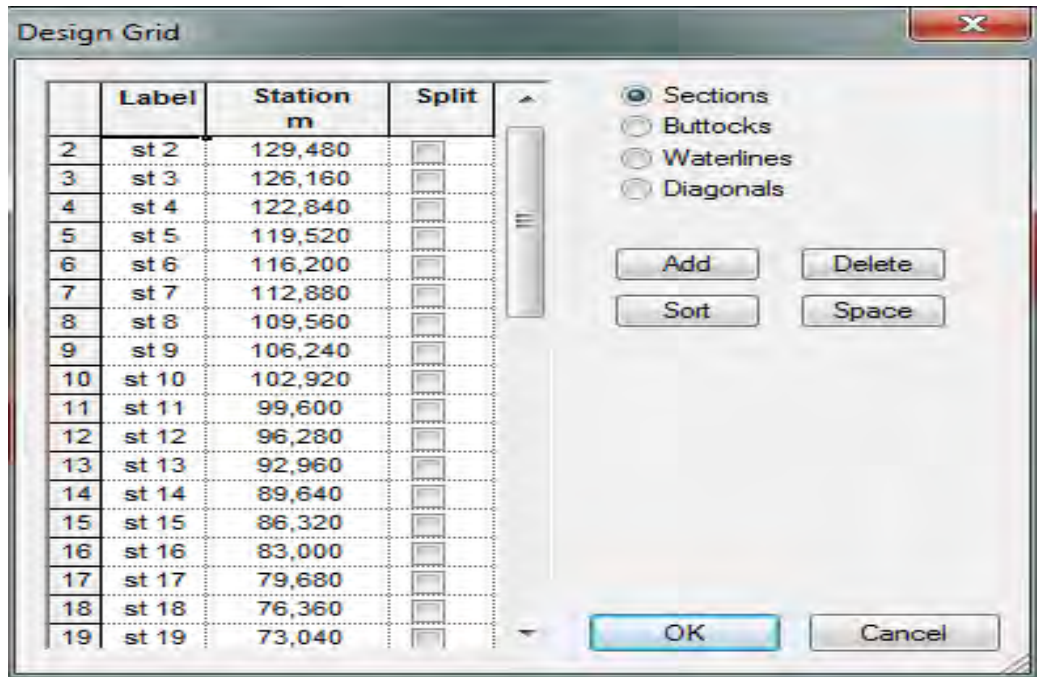 Design Grid
Label Station Split
m
2 st 2 129,480
3 st 3 126,160
4 st 4 122,840
5 st 5 119,520
6 st 6 116,200
7 st 7 112,880
8 st 8 109,560
9 st 9 106,240
10 st 10 102,920
11 st 11 99,600
12 st 12 96,280
13 st 13 92,960
14 st 14 89,640
15 st 15 86,320
16 st 16 83,000
17 st 17 79,680
18 st 18 76,360
19 st 19 73,040
Sections
Buttocks
Waterlines
Diagonals
Add Delete
Sort Space
OK Cancel